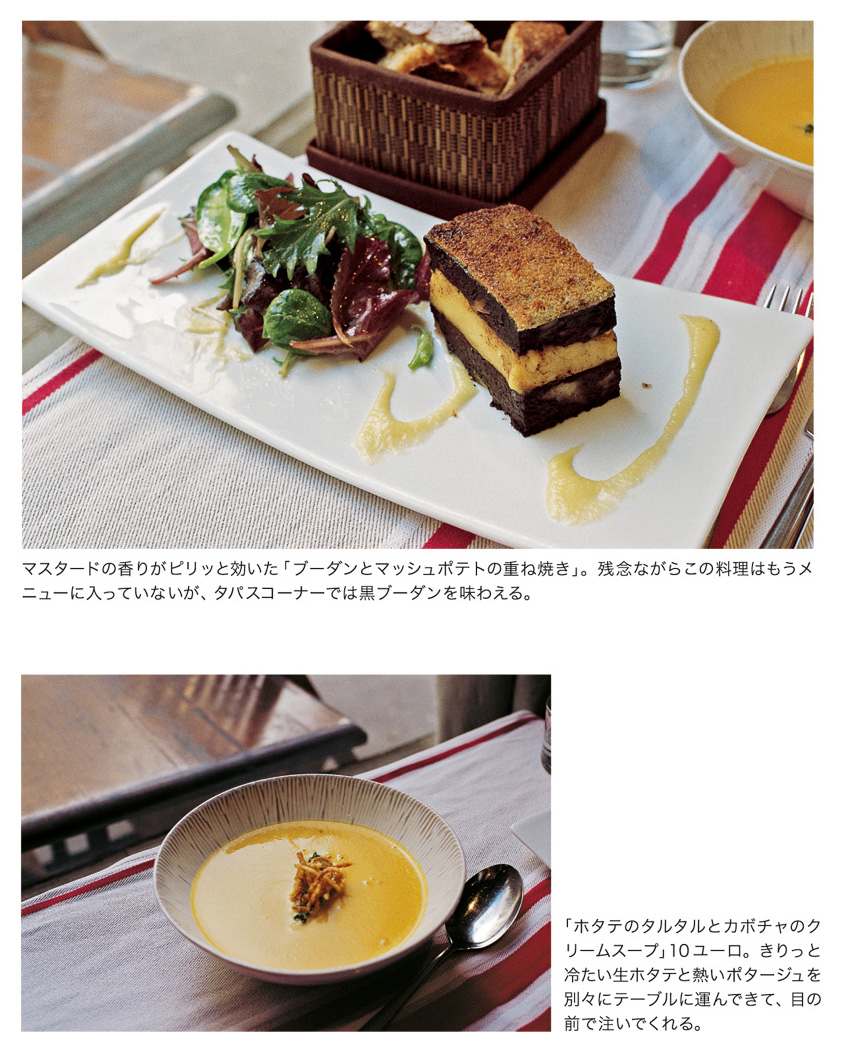 マスタードの香りがピリッと効いた「ブーダンとマッシュポテトの重ね焼き」。残念ながらこの料理はもうメ
ニューに入っていないが、タパスコーナーでは黒ブーダンを味わえる。
「ホタテのタルタルとカボチャのク
リームスープ」10ユーロ。きりっと
冷たい生ホタテと熱いポタージュを
別々にテーブルに運んできて、目の
前で注いでくれる。